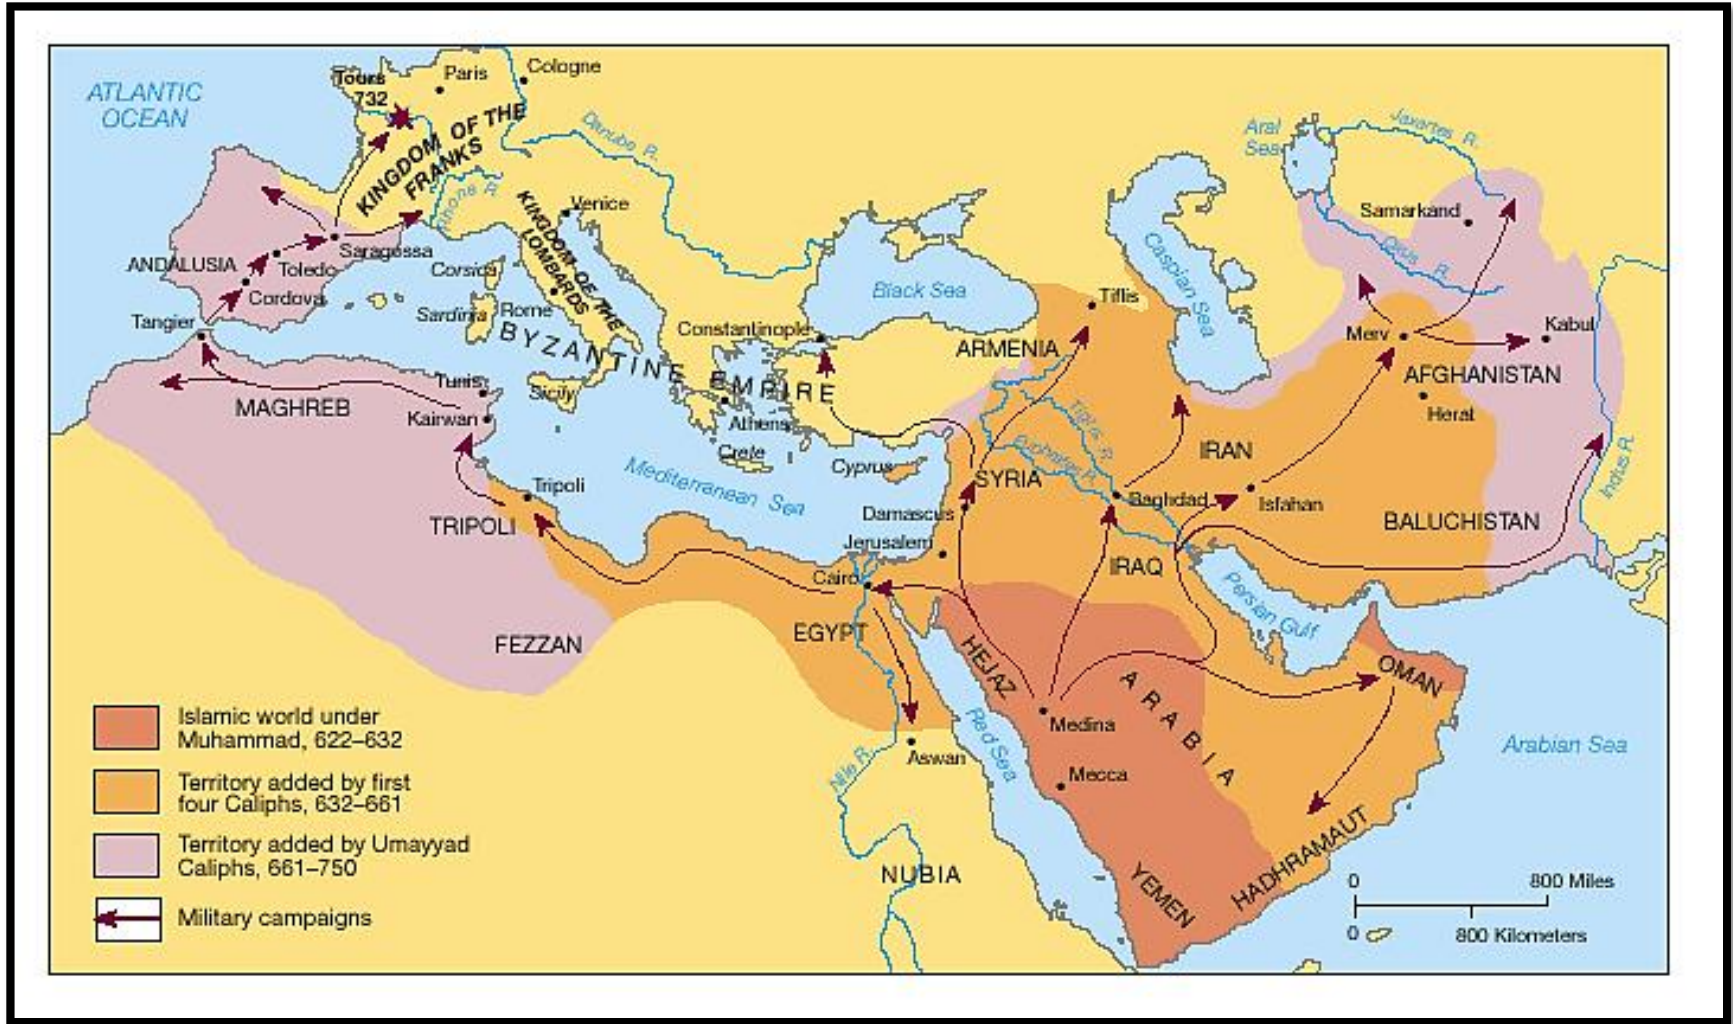 ATLANTIC
OCEAN
Tours
732
Paris
Cologne
KINGDOM OF THE
FRANKS
Danube R.
Rhone R.
KINGDOM OF THE
LOMBARDS
Venice
Aral
Sea
Jaxartes R.
Samarkand
Oxus R.
Caspian Sea
Black Sea
Tiflis
ANDALUSIA
Saragossa
Toledo
Cordova
Tangier
Corsica
Sardinia
Rome
BYZANTINE EMPIRE
Constantinople
ARMENIA
Merv
Kabul
AFGHANISTAN
Herat
MAGHREB
Tunis
Kairwan
Sicily
Athens
Crete
Cyprus
Mediterranean Sea
Tigris R.
Euphrates R.
SYRIA
IRAN
Indus R.
Tripoli
TRIPOLI
Damascus
Jerusalem
Baghdad
Isfahan
BALUCHISTAN
IRAQ
Cairo
Persian Gulf
FEZZAN
EGYPT
HEJAZ
ARABIA
OMAN
Medina
Mecca
Red Sea
Arabian Sea
Aswan
Nile R.
NUBIA
YEMEN
HADHRAMAUT
Islamic world under
Muhammad, 622–632
Territory added by first
four Caliphs, 632–661
Territory added by Umayyad
Caliphs, 661–750
Military campaigns
0 800 Miles
0 800 Kilometers